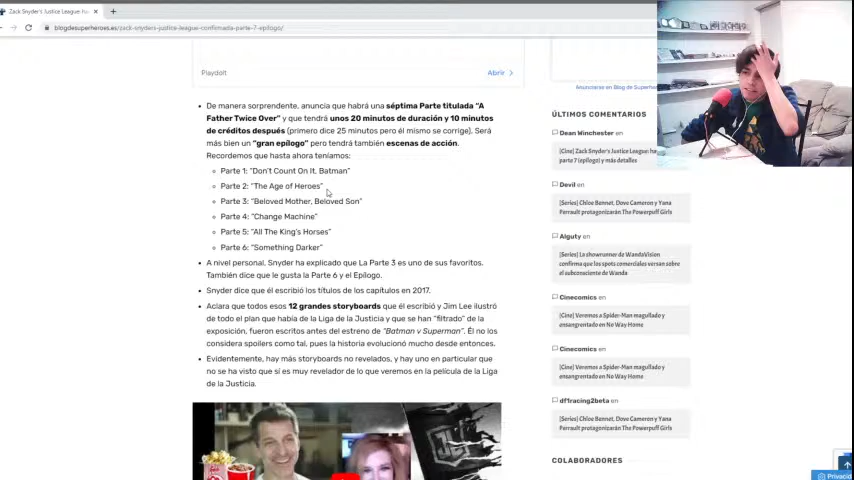 Zack Snyder's Justice League: ha
blogdesuperheroes.es/zack-snyders-justice-league-confirmada-parte-7-epilogo/
PlaydoIt
Abrir
Anunciarse en Blog de Superher
De manera sorprendente, anuncia que habrá una séptima Parte titulada "A
Father Twice Over" y que tendrá unos 20 minutos de duración y 10 minutos
de créditos después (primero dice 25 minutos pero él mismo se corrige). Será
más bien un "gran epílogo" pero tendrá también escenas de acción.
Recordemos que hasta ahora teníamos:
Parte 1: "Don't Count On It, Batman"
Parte 2: "The Age of Heroes"
Parte 3: "Beloved Mother, Beloved Son"
Parte 4: "Change Machine"
Parte 5: "All The King's Horses"
Parte 6: "Something Darker"
A nivel personal, Snyder ha explicado que La Parte 3 es uno de sus favoritos.
También dice que le gusta la Parte 6 y el Epílogo.
Snyder dice que él escribió los títulos de los capítulos en 2017.
Aclara que todos esos 12 grandes storyboards que él escribió y Jim Lee ilustró
de todo el plan que había de la Liga de la Justicia y que se han "filtrado" de la
exposición, fueron escritos antes del estreno de "Batman v Superman". Él no los
considera spoilers como tal, pues la historia evolucionó mucho desde entonces.
Evidentemente, hay más storyboards no revelados, y hay uno en particular que
no se ha visto que sí es muy revelador de lo que veremos en la película de la Liga
de la Justicia.
ÚLTIMOS COMENTARIOS
Dean Winchester en
[Cine] Zack Snyder's Justice League: ha
parte 7 (epílogo) y más detalles
Devil en
[Series] Chloe Bennet, Dove Cameron y Yana
Perrault protagonizarán The Powerpuff Girls
Alguty en
[Series] La showrunner de WandaVision
confirma que los spots comerciales versan sobre
el subconsciente de Wanda
Cinecomics en
[Cine] Veremos a Spider-Man magullado y
ensangrentado en No Way Home
Cinecomics en
[Cine] Veremos a Spider-Man magullado y
ensangrentado en No Way Home
df1racing2beta en
[Series] Chloe Bennet, Dove Cameron y Yana
Perrault protagonizarán The Powerpuff Girls
COLABORADORES
Privacid